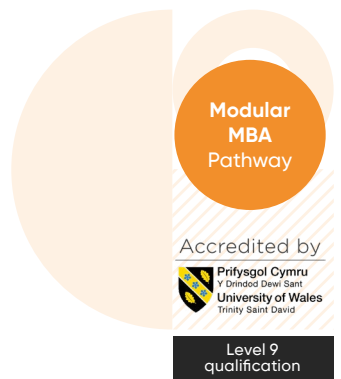 Modular
MBA
Pathway
Accredited by
Prifysgol Cymru
Y Drindod Dewi Sant
University of Wales
Trinity Saint David
Level 9
qualification